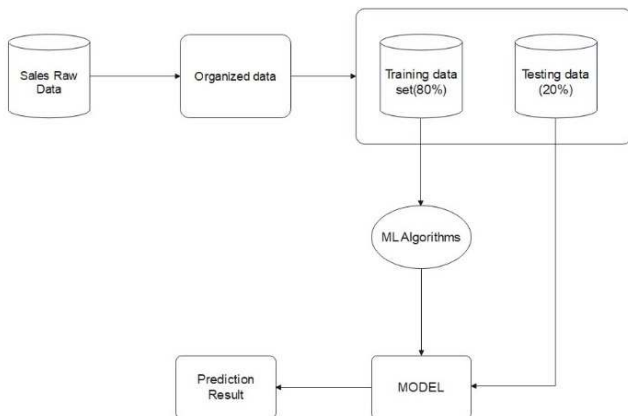 Sales Raw
Data
Organized data
Training data
set(80%)
Testing data
(20%)
ML Algorithms
MODEL
Prediction
Result